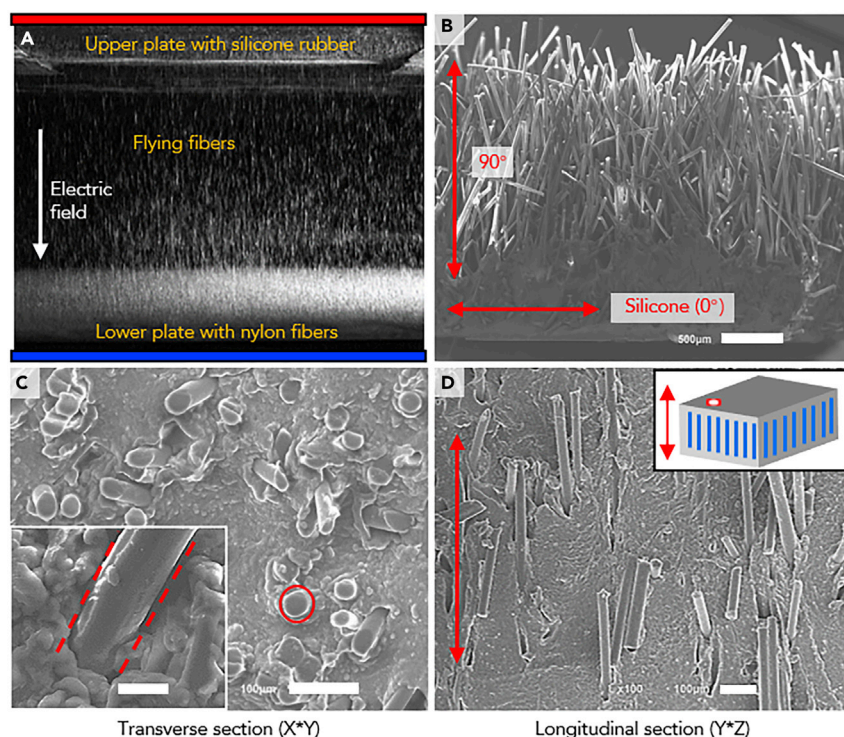 A
Upper plate with silicone rubber
Flying fibers
Electric
field
Lower plate with nylon fibers
B
90°
Silicone (0°)
500μm
C
100μm
Transverse section (X*Y)
D
x100 100μm
Longitudinal section (Y*Z)